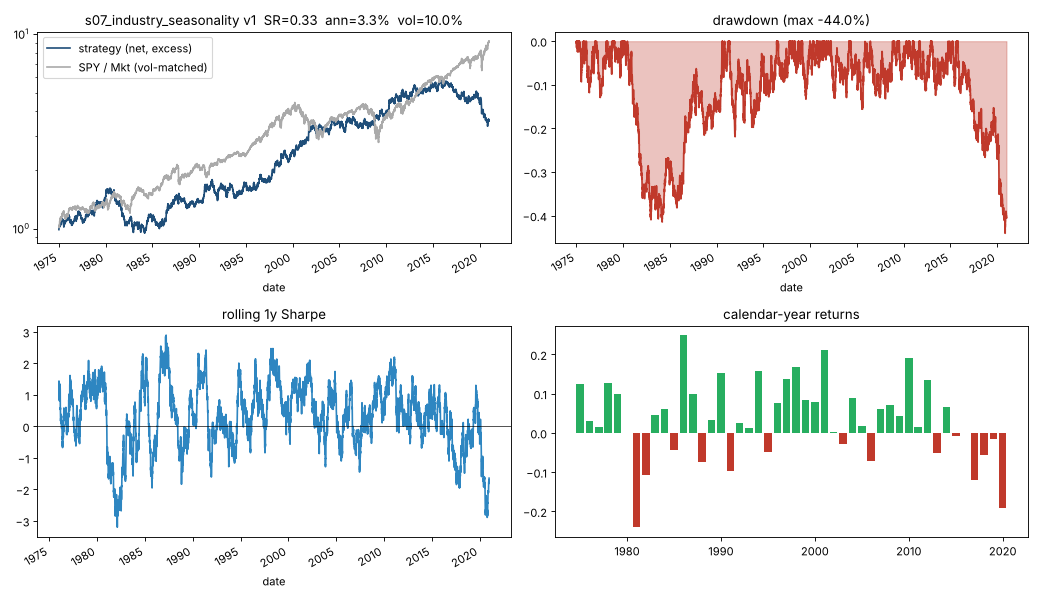 s07_industry_seasonality v1 SR=0.33 ann=3.3% vol=10.0%
strategy (net, excess)
SPY / Mkt (vol-matched)
10¹
10⁰
1975 1980 1985 1990 1995 2000 2005 2010 2015 2020
date
drawdown (max -44.0%)
0.0
−0.1
−0.2
−0.3
−0.4
1975 1980 1985 1990 1995 2000 2005 2010 2015 2020
date
rolling 1y Sharpe
3
2
1
0
−1
−2
−3
1975 1980 1985 1990 1995 2000 2005 2010 2015 2020
date
calendar-year returns
0.2
0.1
0.0
−0.1
−0.2
1980 1990 2000 2010 2020